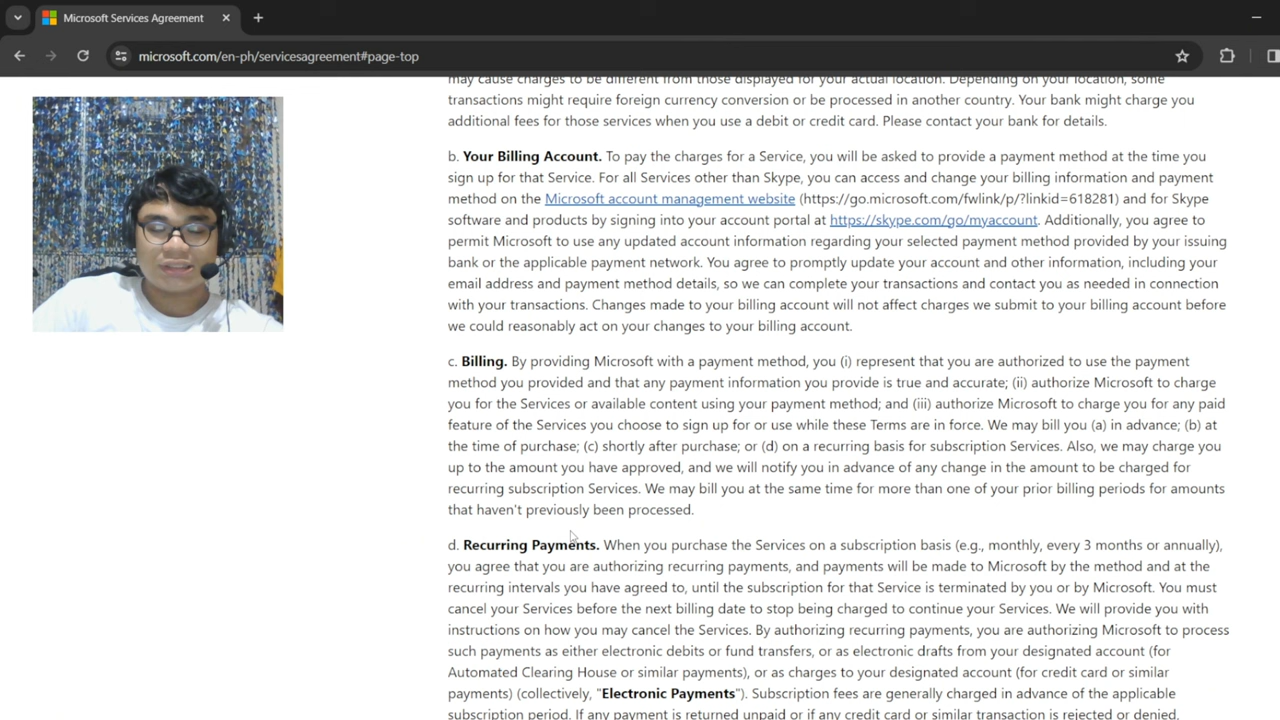 Microsoft Services Agreement
microsoft.com/en-ph/servicesagreement#page-top
may cause charges to be different from those displayed for your actual location. Depending on your location, some
transactions might require foreign currency conversion or be processed in another country. Your bank might charge you
additional fees for those services when you use a debit or credit card. Please contact your bank for details.
b. Your Billing Account. To pay the charges for a Service, you will be asked to provide a payment method at the time you
sign up for that Service. For all Services other than Skype, you can access and change your billing information and payment
method on the Microsoft account management website (https://go.microsoft.com/fwlink/p/?linkid=618281) and for Skype
software and products by signing into your account portal at https://skype.com/go/myaccount. Additionally, you agree to
permit Microsoft to use any updated account information regarding your selected payment method provided by your issuing
bank or the applicable payment network. You agree to promptly update your account and other information, including your
email address and payment method details, so we can complete your transactions and contact you as needed in connection
with your transactions. Changes made to your billing account will not affect charges we submit to your billing account before
we could reasonably act on your changes to your billing account.
c. Billing. By providing Microsoft with a payment method, you (i) represent that you are authorized to use the payment
method you provided and that any payment information you provide is true and accurate; (ii) authorize Microsoft to charge
you for the Services or available content using your payment method; and (iii) authorize Microsoft to charge you for any paid
feature of the Services you choose to sign up for or use while these Terms are in force. We may bill you (a) in advance; (b) at
the time of purchase; (c) shortly after purchase; or (d) on a recurring basis for subscription Services. Also, we may charge you
up to the amount you have approved, and we will notify you in advance of any change in the amount to be charged for
recurring subscription Services. We may bill you at the same time for more than one of your prior billing periods for amounts
that haven't previously been processed.
d. Recurring Payments. When you purchase the Services on a subscription basis (e.g., monthly, every 3 months or annually),
you agree that you are authorizing recurring payments, and payments will be made to Microsoft by the method and at the
recurring intervals you have agreed to, until the subscription for that Service is terminated by you or by Microsoft. You must
cancel your Services before the next billing date to stop being charged to continue your Services. We will provide you with
instructions on how you may cancel the Services. By authorizing recurring payments, you are authorizing Microsoft to process
such payments as either electronic debits or fund transfers, or as electronic drafts from your designated account (for
Automated Clearing House or similar payments), or as charges to your designated account (for credit card or similar
payments) (collectively, "Electronic Payments"). Subscription fees are generally charged in advance of the applicable
subscription period. If any payment is returned unpaid or if any credit card or similar transaction is rejected or denied,